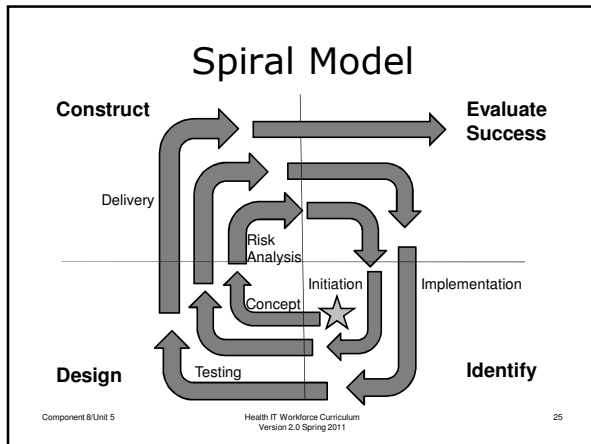 Spiral Model
Construct
Evaluate
Success
Delivery
Risk
Analysis
Initiation
Implementation
Concept
Design
Testing
Identify
Component 8/Unit 5
Health IT Workforce Curriculum
Version 2.0 Spring 2011
25